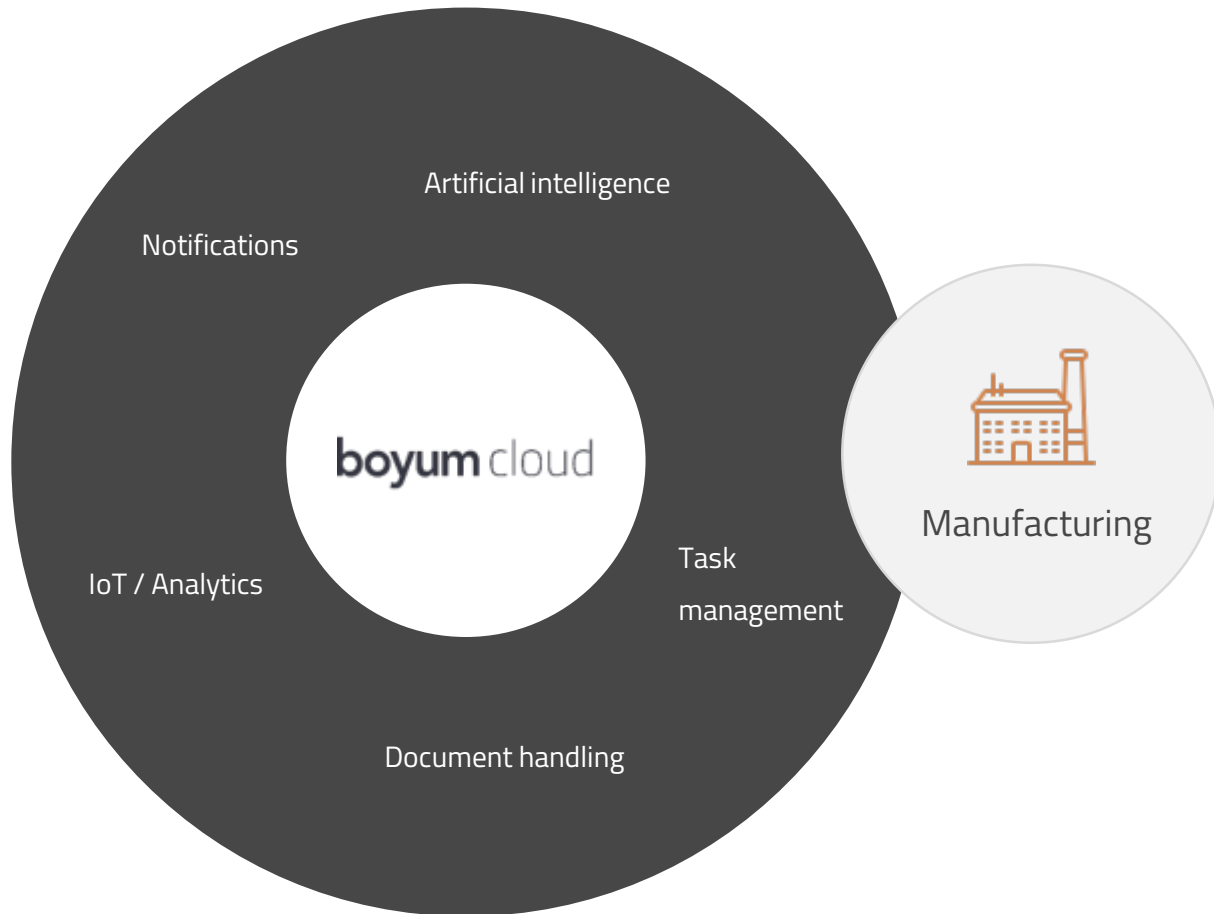 Artificial intelligence
Notifications
boyum cloud
Manufacturing
Task
management
IoT / Analytics
Document handling